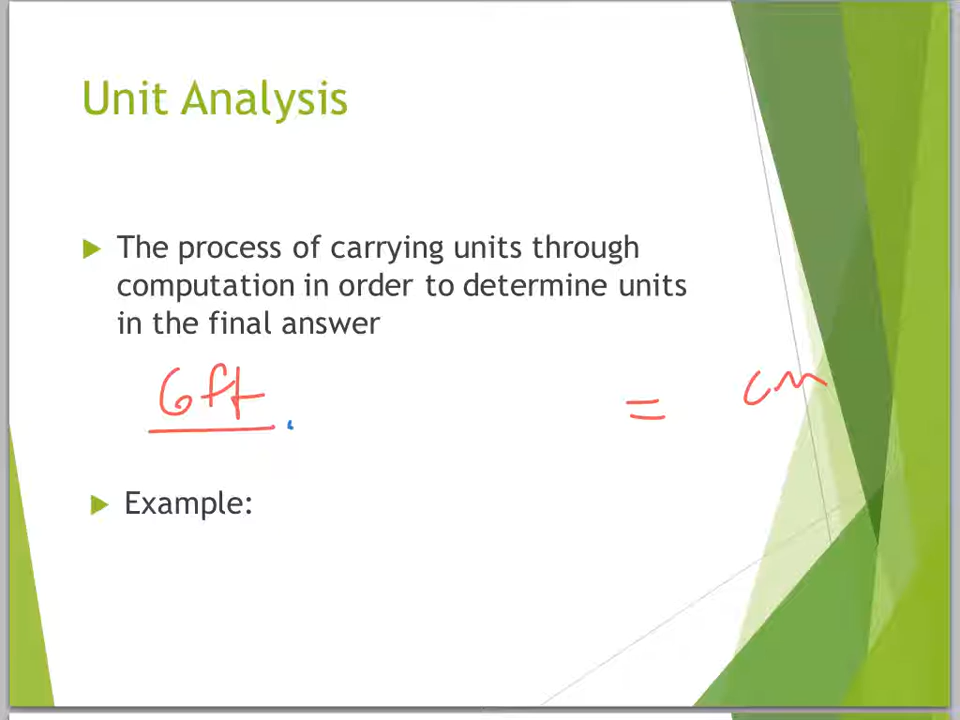 Unit Analysis
The process of carrying units through
computation in order to determine units
in the final answer
6ft . = cm
Example: